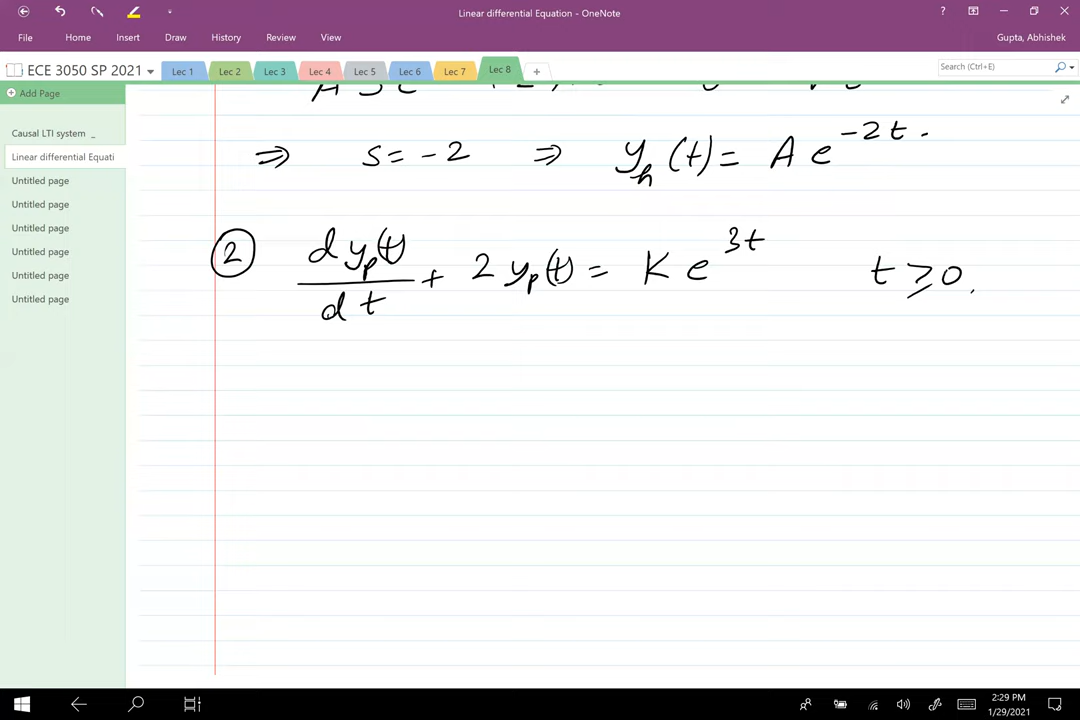 Linear differential Equation - OneNote
?
File Home Insert Draw History Review View
Gupta, Abhishek
ECE 3050 SP 2021
Lec 1 Lec 2 Lec 3 Lec 4 Lec 5 Lec 6 Lec 7 Lec 8 +
Search (Ctrl+E)
Add Page
Causal LTI system _
Linear differential Equati
Untitled page
Untitled page
Untitled page
Untitled page
Untitled page
Untitled page
⇒ s = -2 ⇒ y_h(t) = A e^{-2t}.
② dy_p(t)/dt + 2 y_p(t) = K e^{3t} t ≥ 0.
2:29 PM
1/29/2021